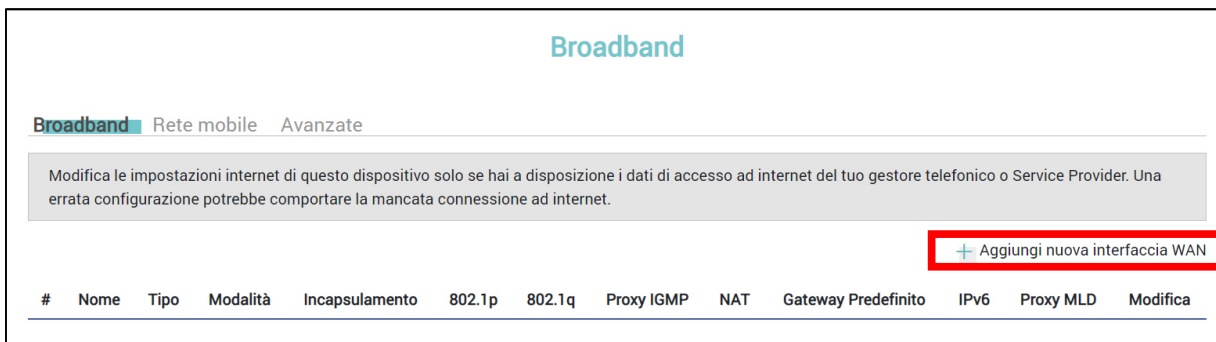 Broadband
Broadband Rete mobile Avanzate
Modifica le impostazioni internet di questo dispositivo solo se hai a disposizione i dati di accesso ad internet del tuo gestore telefonico o Service Provider. Una
errata configurazione potrebbe comportare la mancata connessione ad internet.
+ Aggiungi nuova interfaccia WAN
# Nome Tipo Modalità Incapsulamento 802.1p 802.1q Proxy IGMP NAT Gateway Predefinito IPv6 Proxy MLD Modifica